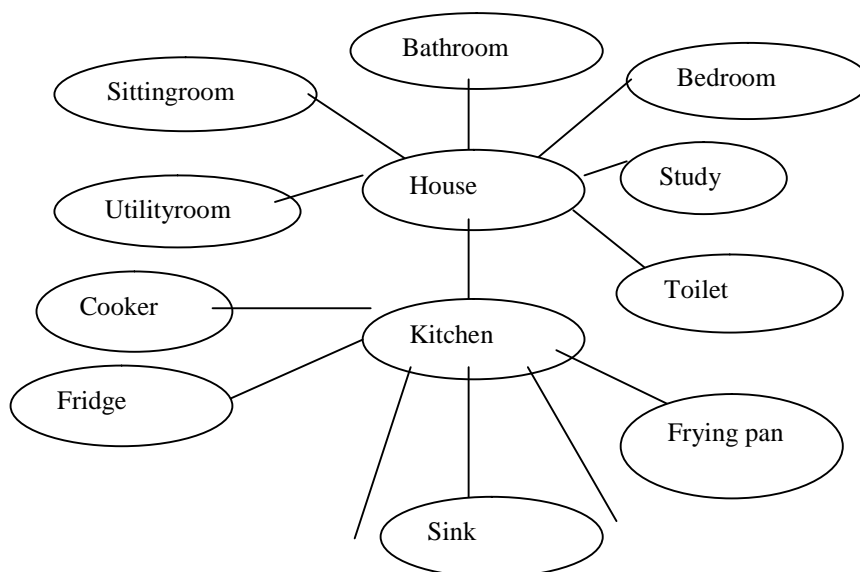 Bathroom
Bedroom
Sittingroom
House
Study
Utilityroom
Toilet
Cooker
Kitchen
Fridge
Frying pan
Sink